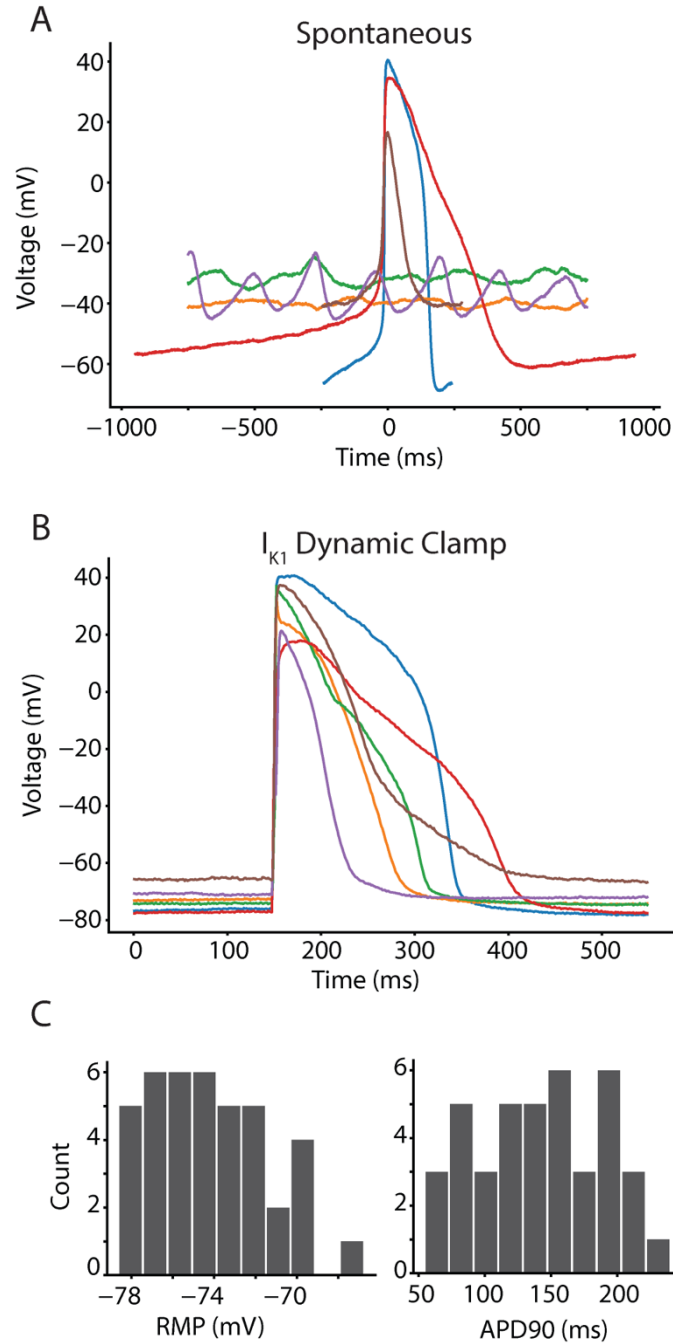 A
Spontaneous
Voltage (mV)
40
20
0
−20
−40
−60
−1000 −500 0 500 1000
Time (ms)
B
IK1 Dynamic Clamp
Voltage (mV)
40
20
0
−20
−40
−60
−80
0 100 200 300 400 500
Time (ms)
C
Count
6
4
2
0
−78 −74 −70
RMP (mV)
6
4
2
0
50 100 150 200
APD90 (ms)